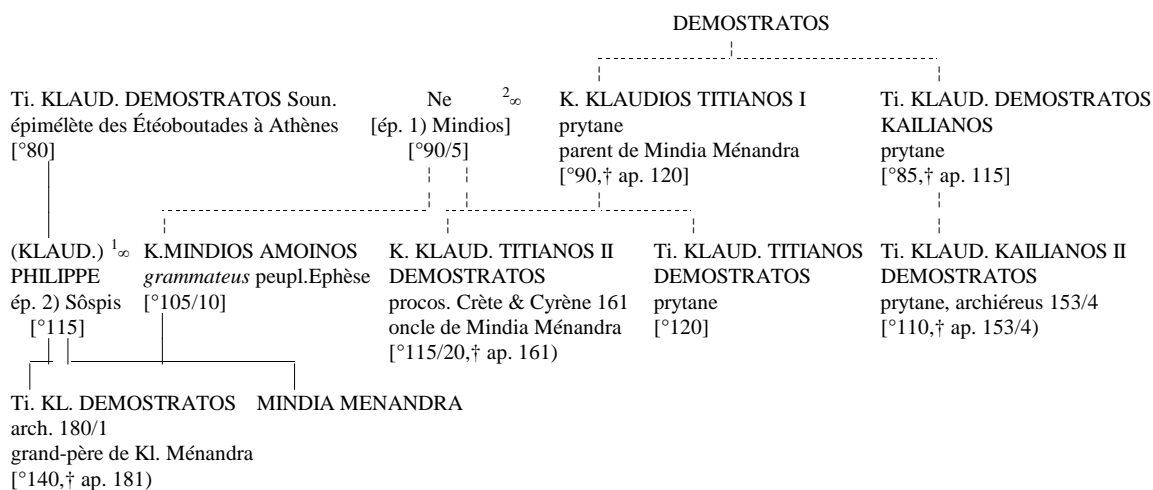 DEMOSTRATOS
Ti. KLAUD. DEMOSTRATOS Soun.
épimélète des Étéoboutades à Athènes
[°80]
Ne ²∞
[ép. 1) Mindios]
[°90/5]
K. KLAUDIOS TITIANOS I
prytane
parent de Mindia Ménandra
[°90,† ap. 120]
Ti. KLAUD. DEMOSTRATOS
KAILIANOS
prytane
[°85,† ap. 115]
(KLAUD.) ¹∞
PHILIPPE
ép. 2) Sôspis
[°115]
K.MINDIOS AMOINOS
grammateus peupl.Ephèse
[°105/10]
K. KLAUD. TITIANOS II
DEMOSTRATOS
procos. Crète & Cyrène 161
oncle de Mindia Ménandra
[°115/20,† ap. 161)
Ti. KLAUD. TITIANOS
DEMOSTRATOS
prytane
[°120]
Ti. KLAUD. KAILIANOS II
DEMOSTRATOS
prytane, archiéreus 153/4
[°110,† ap. 153/4)
Ti. KL. DEMOSTRATOS
arch. 180/1
grand-père de Kl. Ménandra
[°140,† ap. 181)
MINDIA MENANDRA